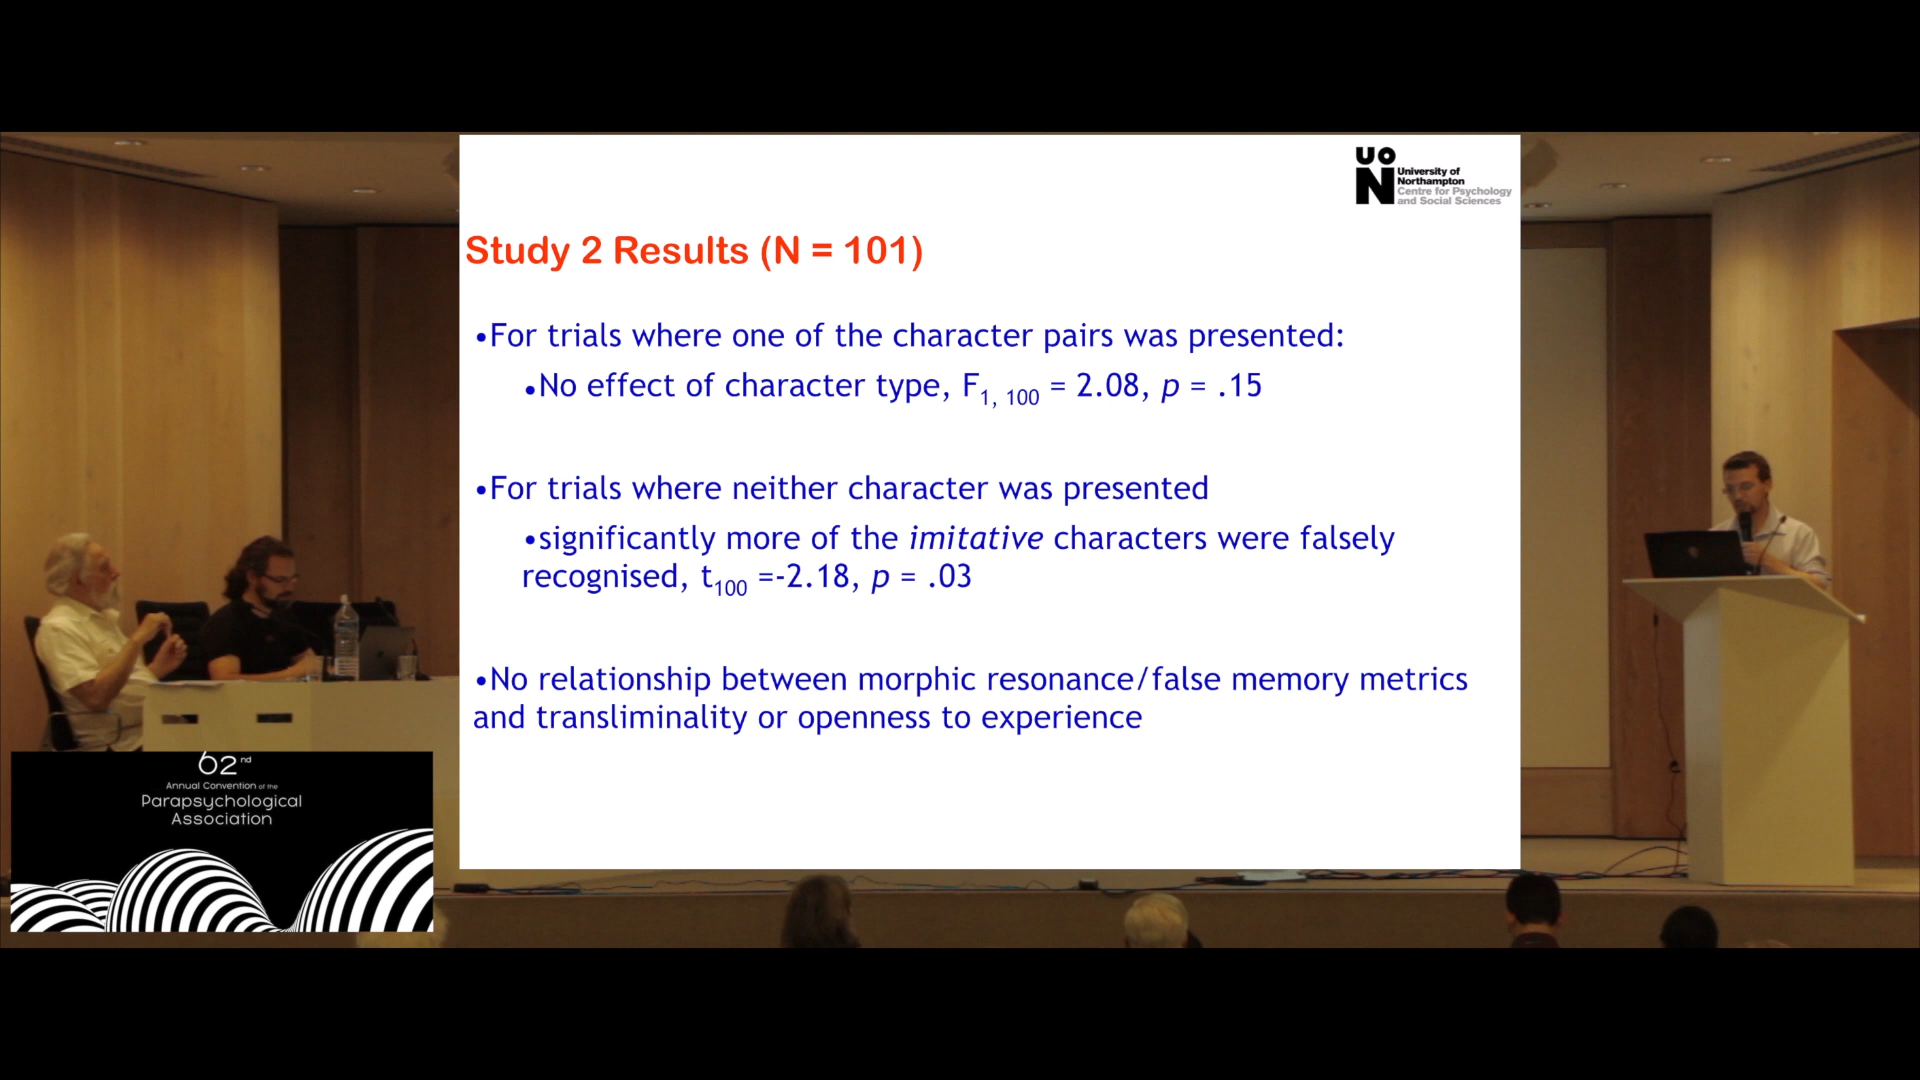 UON
University of
Northampton
Centre for Psychology
and Social Sciences
Study 2 Results (N = 101)
•For trials where one of the character pairs was presented:
•No effect of character type, F1, 100 = 2.08, p = .15
•For trials where neither character was presented
•significantly more of the imitative characters were falsely
recognised, t100 =-2.18, p = .03
•No relationship between morphic resonance/false memory metrics
and transliminality or openness to experience
62nd
Annual Convention of the
Parapsychological
Association